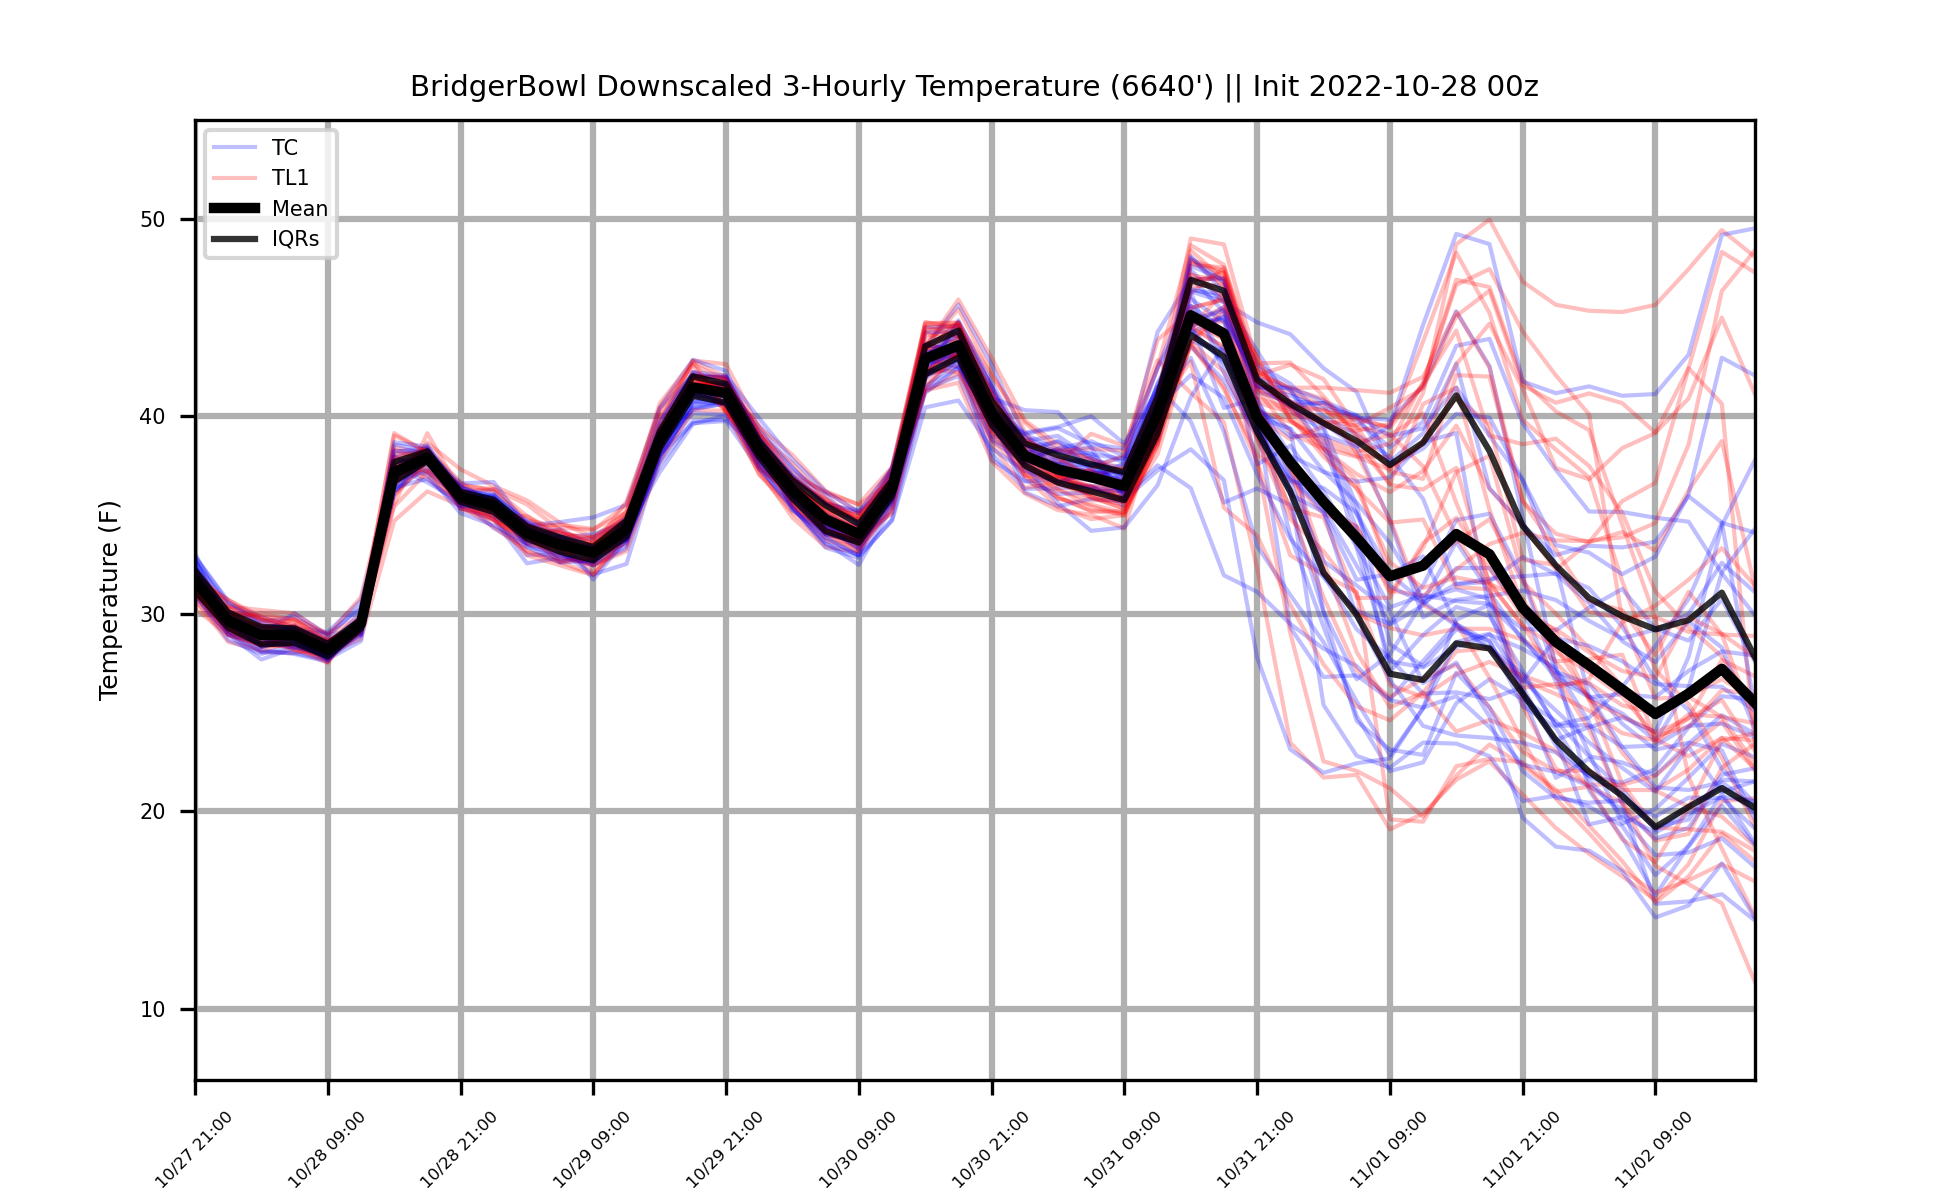 BridgerBowl Downscaled 3-Hourly Temperature (6640') || Init 2022-10-28 00z
TC
TL1
Mean
IQRs
Temperature (F)
50
40
30
20
10
10/27 21:00
10/28 09:00
10/28 21:00
10/29 09:00
10/29 21:00
10/30 09:00
10/30 21:00
10/31 09:00
10/31 21:00
11/01 09:00
11/01 21:00
11/02 09:00